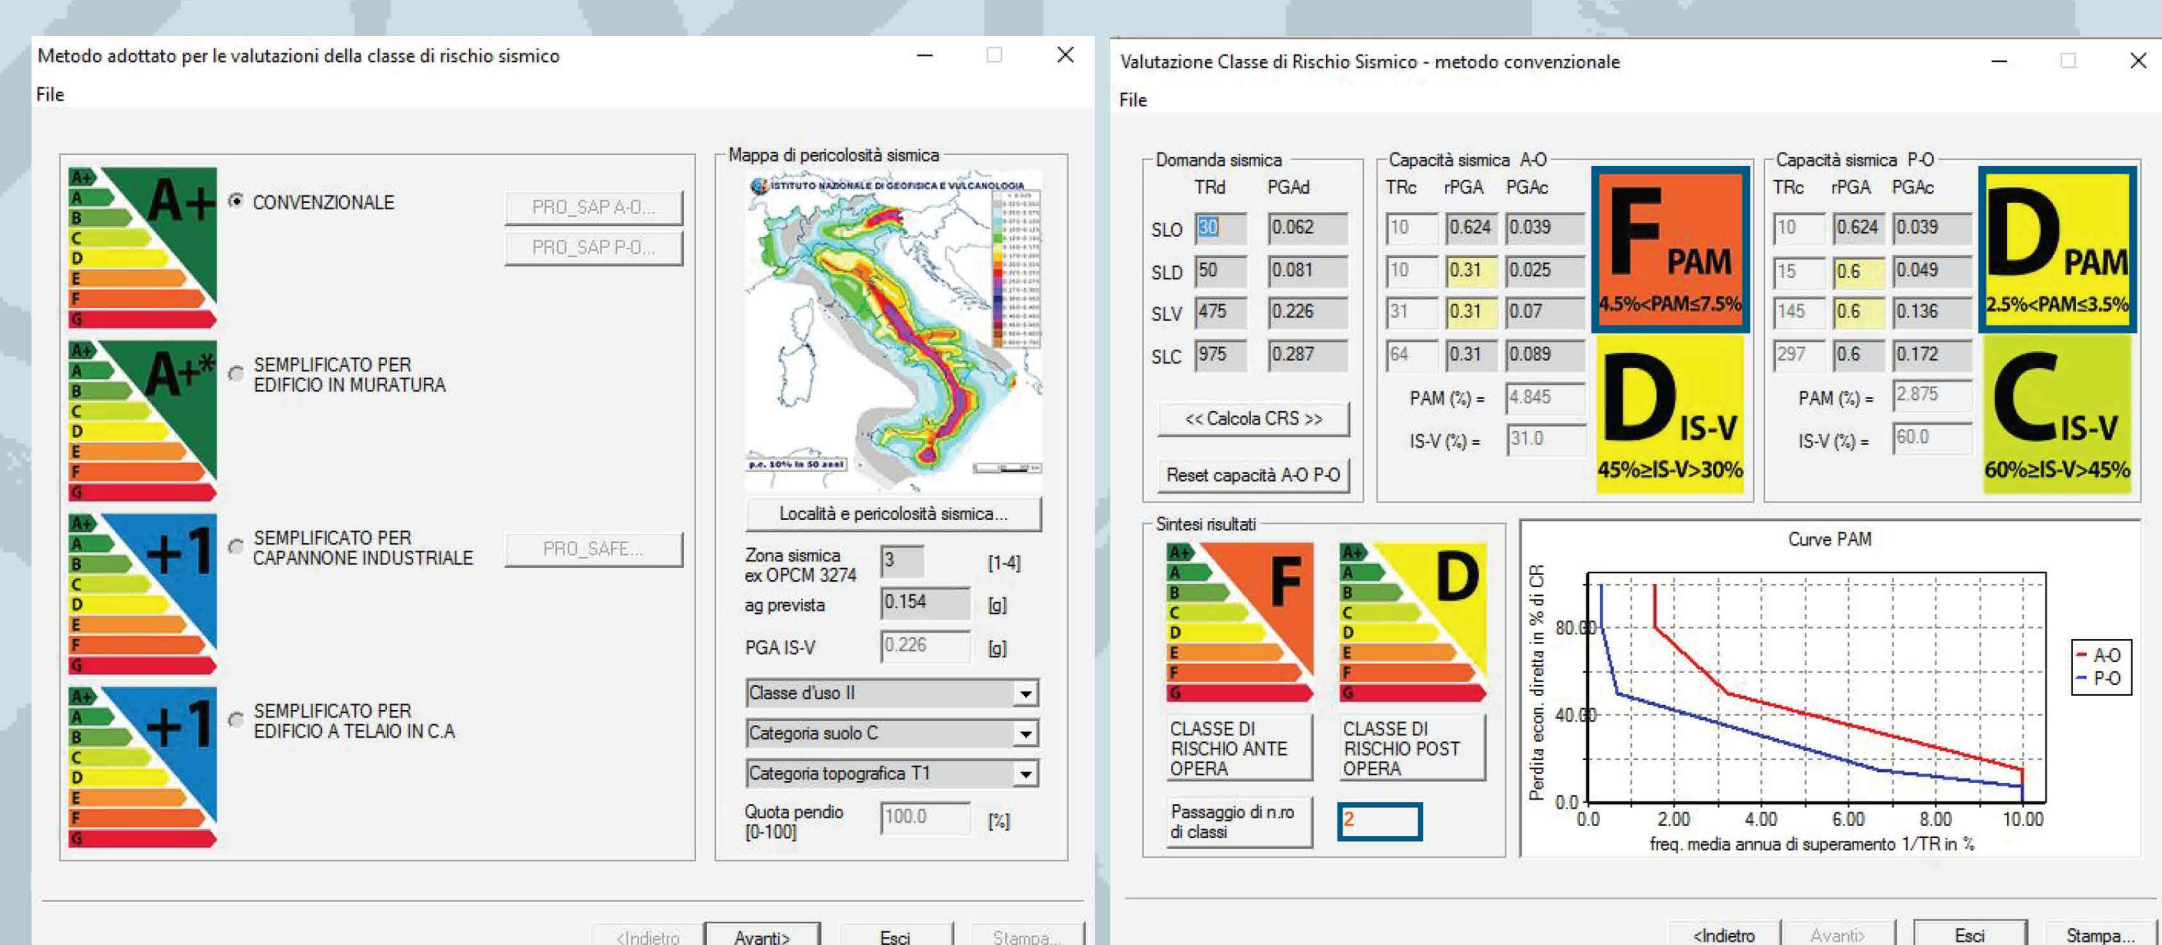 Metodo adottato per le valutazioni della classe di rischio sismico
File
A+
A
B
C
D
E
F
G
A+
CONVENZIONALE
PRO_SAP A-O...
PRO_SAP P-O...
A+
A
B
C
D
E
F
G
A+*
SEMPLIFICATO PER
EDIFICIO IN MURATURA
A+
A
B
C
D
E
F
G
+1
SEMPLIFICATO PER
CAPANNONE INDUSTRIALE
PRO_SAFE...
A+
A
B
C
D
E
F
G
+1
SEMPLIFICATO PER
EDIFICIO A TELAIO IN C.A
Mappa di pericolosità sismica
ISTITUTO NAZIONALE DI GEOFISICA E VULCANOLOGIA
p.e. 10% in 50 anni
Località e pericolosità sismica...
Zona sismica
ex OPCM 3274
3
[1-4]
ag prevista
0.154
[g]
PGA IS-V
0.226
[g]
Classe d'uso II
Categoria suolo C
Categoria topografica T1
Quota pendio
[0-100]
100.0
[%]
<Indietro
Avanti>
Esci
Stampa...
Valutazione Classe di Rischio Sismico - metodo convenzionale
File
Domanda sismica
TRd PGAd
SLO 30 0.062
SLD 50 0.081
SLV 475 0.226
SLC 975 0.287
<< Calcola CRS >>
Reset capacità A-O P-O
Capacità sismica A-O
TRc rPGA PGAc
10 0.624 0.039
10 0.31 0.025
31 0.31 0.07
64 0.31 0.089
PAM (%) = 4.845
IS-V (%) = 31.0
F PAM
4.5%<PAM≤7.5%
D IS-V
45%≥IS-V>30%
Capacità sismica P-O
TRc rPGA PGAc
10 0.624 0.039
15 0.6 0.049
145 0.6 0.136
297 0.6 0.172
PAM (%) = 2.875
IS-V (%) = 60.0
D PAM
2.5%<PAM≤3.5%
C IS-V
60%≥IS-V>45%
Sintesi risultati
A+
A
B
C
D
E
F
G
F
CLASSE DI
RISCHIO ANTE
OPERA
A+
A
B
C
D
E
F
G
D
CLASSE DI
RISCHIO POST
OPERA
Passaggio di n.ro
di classi
2
Curve PAM
Perdita econ. diretta in % di CR
80.00
40.00
0.0
0.0 2.00 4.00 6.00 8.00 10.00
freq. media annua di superamento 1/TR in %
A-O
P-O
<Indietro
Avanti>
Esci
Stampa...